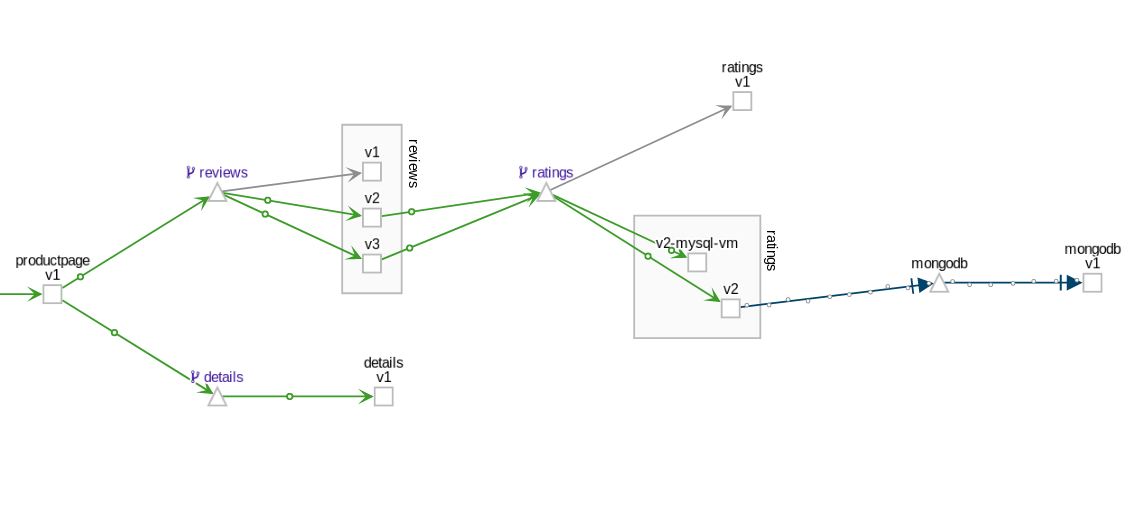 ratings
v1
v1
reviews
reviews
v2
v3
ratings
productpage
v1
v2-mysql-vm
ratings
v2
mongodb
mongodb
v1
details
details
v1